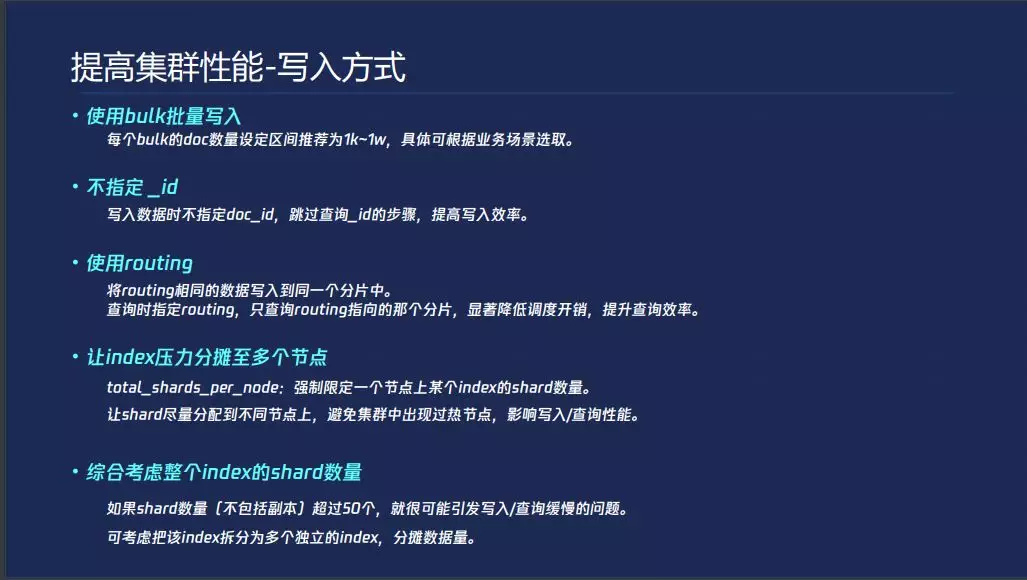 提高集群性能-写入方式
• 使用bulk批量写入
每个bulk的doc数量设定区间推荐为1k~1w，具体可根据业务场景选取。
• 不指定 _id
写入数据时不指定doc_id，跳过查询_id的步骤，提高写入效率。
• 使用routing
将routing相同的数据写入到同一个分片中。
查询时指定routing，只查询routing指向的那个分片，显著降低调度开销，提升查询效率。
• 让index压力分摊至多个节点
total_shards_per_node：强制限定一个节点上某个index的shard数量。
让shard尽量分配到不同节点上，避免集群中出现过热节点，影响写入/查询性能。
• 综合考虑整个index的shard数量
如果shard数量（不包括副本）超过50个，就很可能引发写入/查询缓慢的问题。
可考虑把该index拆分为多个独立的index，分摊数据量。